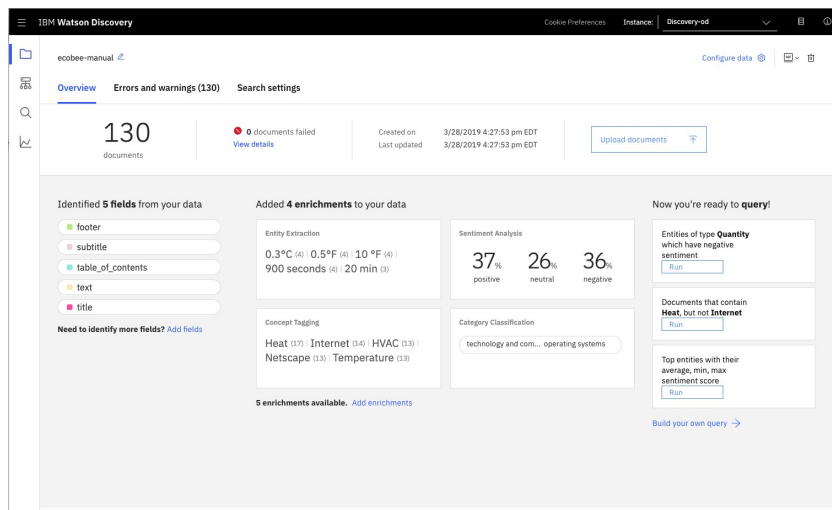 IBM Watson Discovery
Cookie Preferences
Instance:
Discovery-od
ecobee-manual
Configure data
Overview
Errors and warnings (130)
Search settings
130
documents
0 documents failed
View details
Created on 3/28/2019 4:27:53 pm EDT
Last updated 3/28/2019 4:27:53 pm EDT
Upload documents
Identified 5 fields from your data
footer
subtitle
table_of_contents
text
title
Need to identify more fields? Add fields
Added 4 enrichments to your data
Entity Extraction
0.3°C (4) | 0.5°F (4) | 10 °F (4) |
900 seconds (4) | 20 min (3)
Sentiment Analysis
37% 26% 36%
positive neutral negative
Concept Tagging
Heat (17) | Internet (14) | HVAC (13) |
Netscape (13) | Temperature (13)
Category Classification
technology and com... operating systems
5 enrichments available. Add enrichments
Now you're ready to query!
Entities of type Quantity
which have negative
sentiment
Run
Documents that contain
Heat, but not Internet
Run
Top entities with their
average, min, max
sentiment score
Run
Build your own query